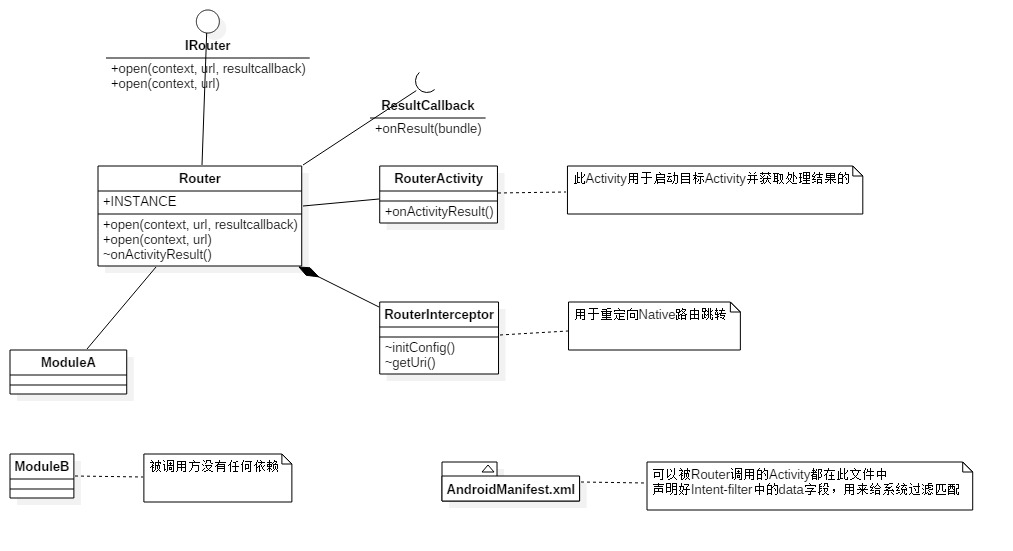 IRouter
+open(context, url, resultcallback)
+open(context, url)
ResultCallback
+onResult(bundle)
Router
+INSTANCE
+open(context, url, resultcallback)
+open(context, url)
~onActivityResult()
RouterActivity
+onActivityResult()
此Activity用于启动目标Activity并获取处理结果的
RouterInterceptor
~initConfig()
~getUri()
用于重定向Native路由跳转
ModuleA
ModuleB
被调用方没有任何依赖
AndroidManifest.xml
可以被Router调用的Activity都在此文件中
声明好Intent-filter中的data字段，用来给系统过滤匹配